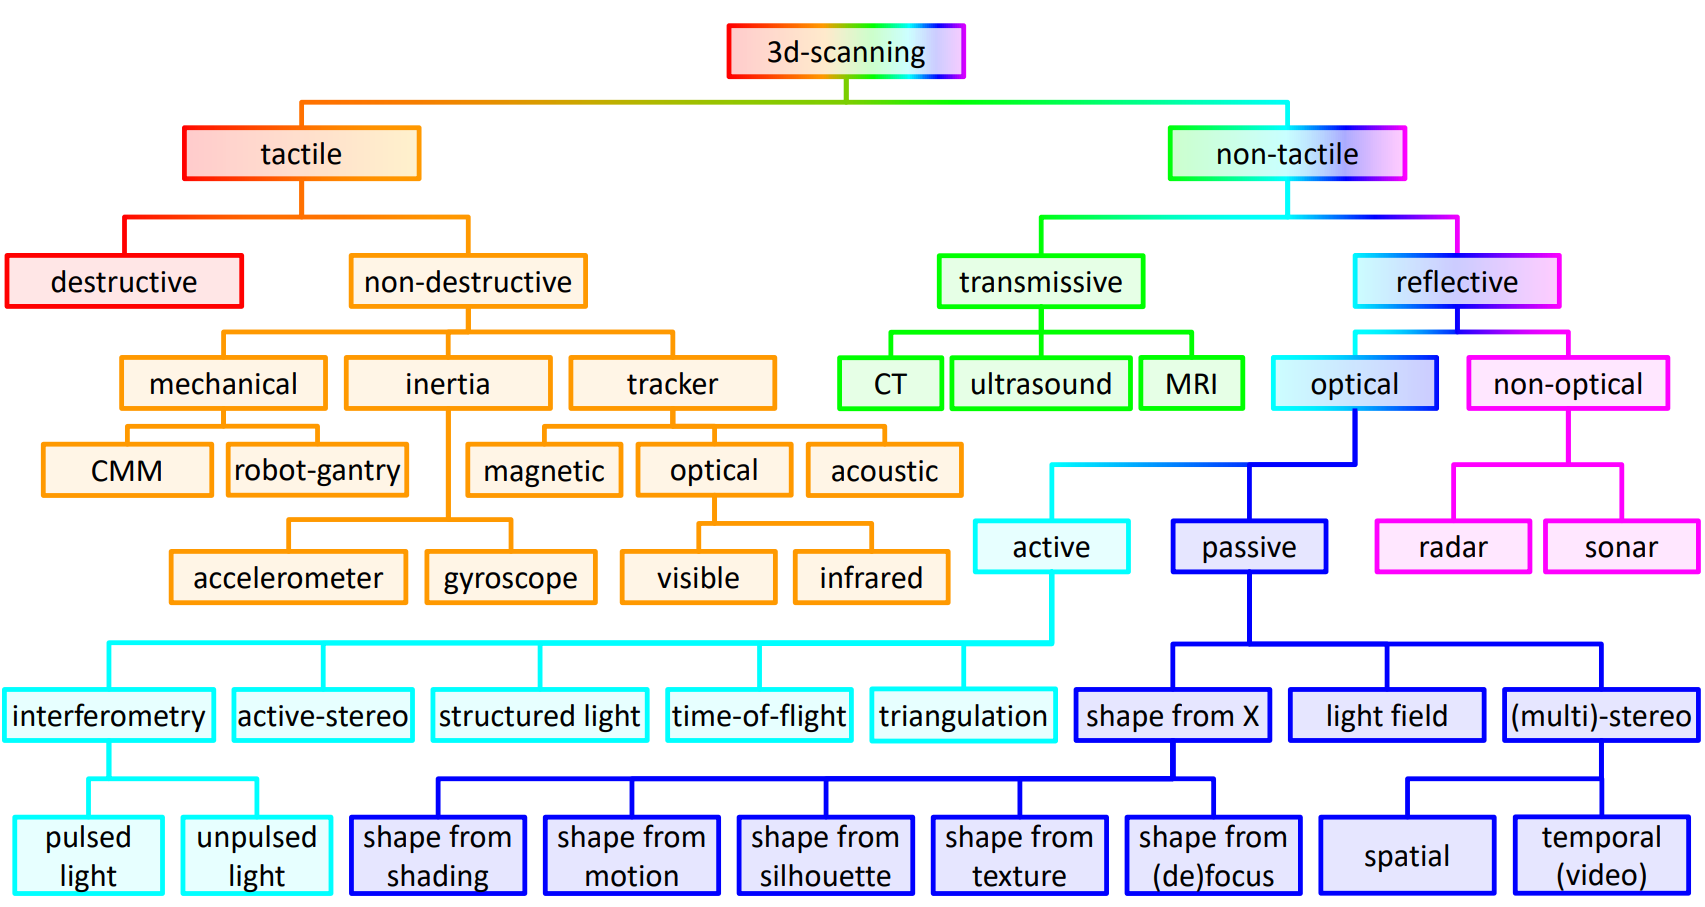 3d-scanning
tactile
non-tactile
destructive
non-destructive
transmissive
reflective
mechanical
inertia
tracker
CT
ultrasound
MRI
optical
non-optical
CMM
robot-gantry
magnetic
optical
acoustic
active
passive
radar
sonar
accelerometer
gyroscope
visible
infrared
interferometry
active-stereo
structured light
time-of-flight
triangulation
shape from X
light field
(multi)-stereo
pulsed
light
unpulsed
light
shape from
shading
shape from
motion
shape from
silhouette
shape from
texture
shape from
(de)focus
spatial
temporal
(video)